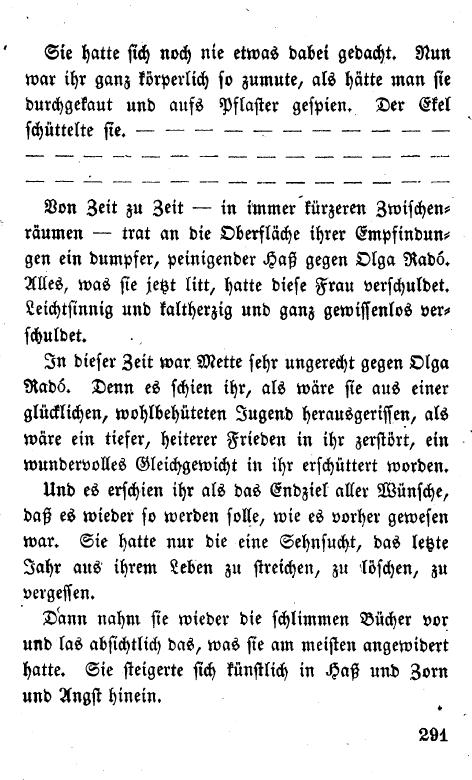 Sie hatte sich noch nie etwas dabei gedacht. Nun
war ihr ganz körperlich so zumute, als hätte man sie
durchgekaut und aufs Pflaster gespien. Der Ekel
schüttelte sie. — — — — — — — — — — — —
— — — — — — — — — — — — — — — —
— — — — — — — — — — — — — — — —
Von Zeit zu Zeit — in immer kürzeren Zwischen⸗
räumen — trat an die Oberfläche ihrer Empfindun⸗
gen ein dumpfer, peinigender Haß gegen Olga Radó.
Alles, was sie jetzt litt, hatte diese Frau verschuldet.
Leichtsinnig und kaltherzig und ganz gewissenlos ver⸗
schuldet.
In dieser Zeit war Mette sehr ungerecht gegen Olga
Radó. Denn es schien ihr, als wäre sie aus einer
glücklichen, wohlbehüteten Jugend herausgerissen, als
wäre ein tiefer, heiterer Frieden in ihr zerstört, ein
wundervolles Gleichgewicht in ihr erschüttert worden.
Und es erschien ihr als das Endziel aller Wünsche,
daß es wieder so werden solle, wie es vorher gewesen
war. Sie hatte nur die eine Sehnsucht, das letzte
Jahr aus ihrem Leben zu streichen, zu löschen, zu
vergessen.
Dann nahm sie wieder die schlimmen Bücher vor
und las absichtlich das, was sie am meisten angewidert
hatte. Sie steigerte sich künstlich in Haß und Zorn
und Angst hinein.
291